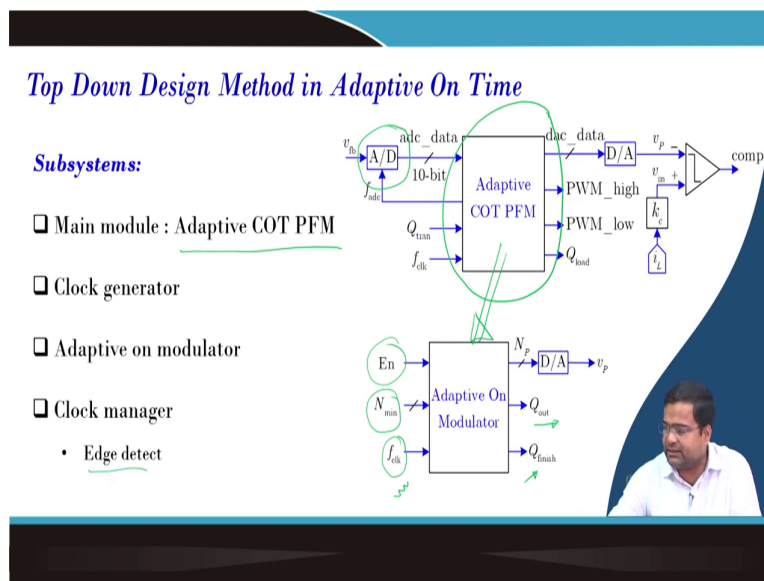 Top Down Design Method in Adaptive On Time
Subsystems:
❑ Main module : Adaptive COT PFM
❑ Clock generator
❑ Adaptive on modulator
❑ Clock manager
• Edge detect
v_fb
A/D
adc_data
10-bit
f_adc
Q_tran
f_clk
Adaptive
COT PFM
dac_data
D/A
PWM_high
PWM_low
Q_load
v_P −
v_m +
k_c
i_L
comp
En
N_min
f_clk
Adaptive On
Modulator
N_P
D/A
v_P
Q_out
Q_finish